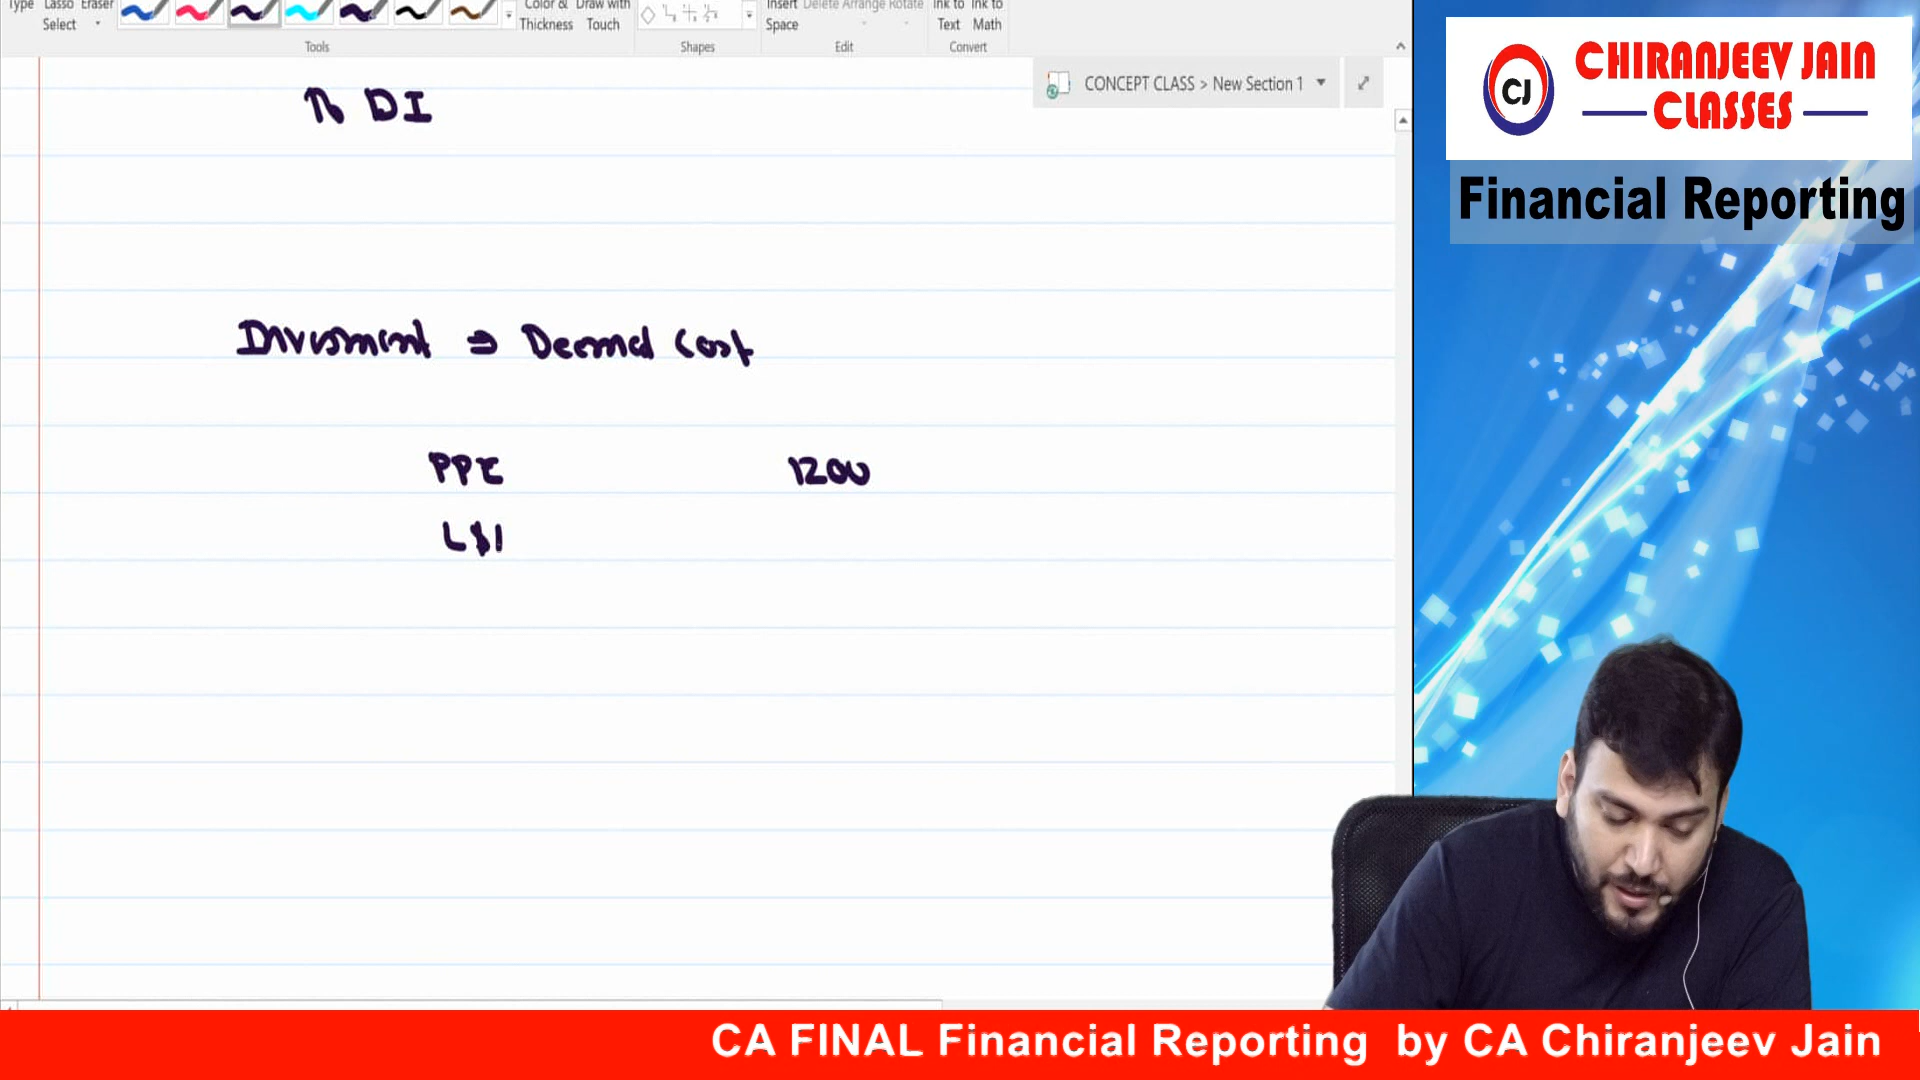 Type Lasso Eraser Color & Draw with Insert Delete Arrange Rotate Ink to Ink to
Select Thickness Touch Space Text Math
Tools Shapes Edit Convert
CONCEPT CLASS > New Section 1
DI
Invesment ⇒ Deemed Cost
PPE 1200
CHIRANJEEV JAIN
CJ
CLASSES
Financial Reporting
CA FINAL Financial Reporting by CA Chiranjeev Jain